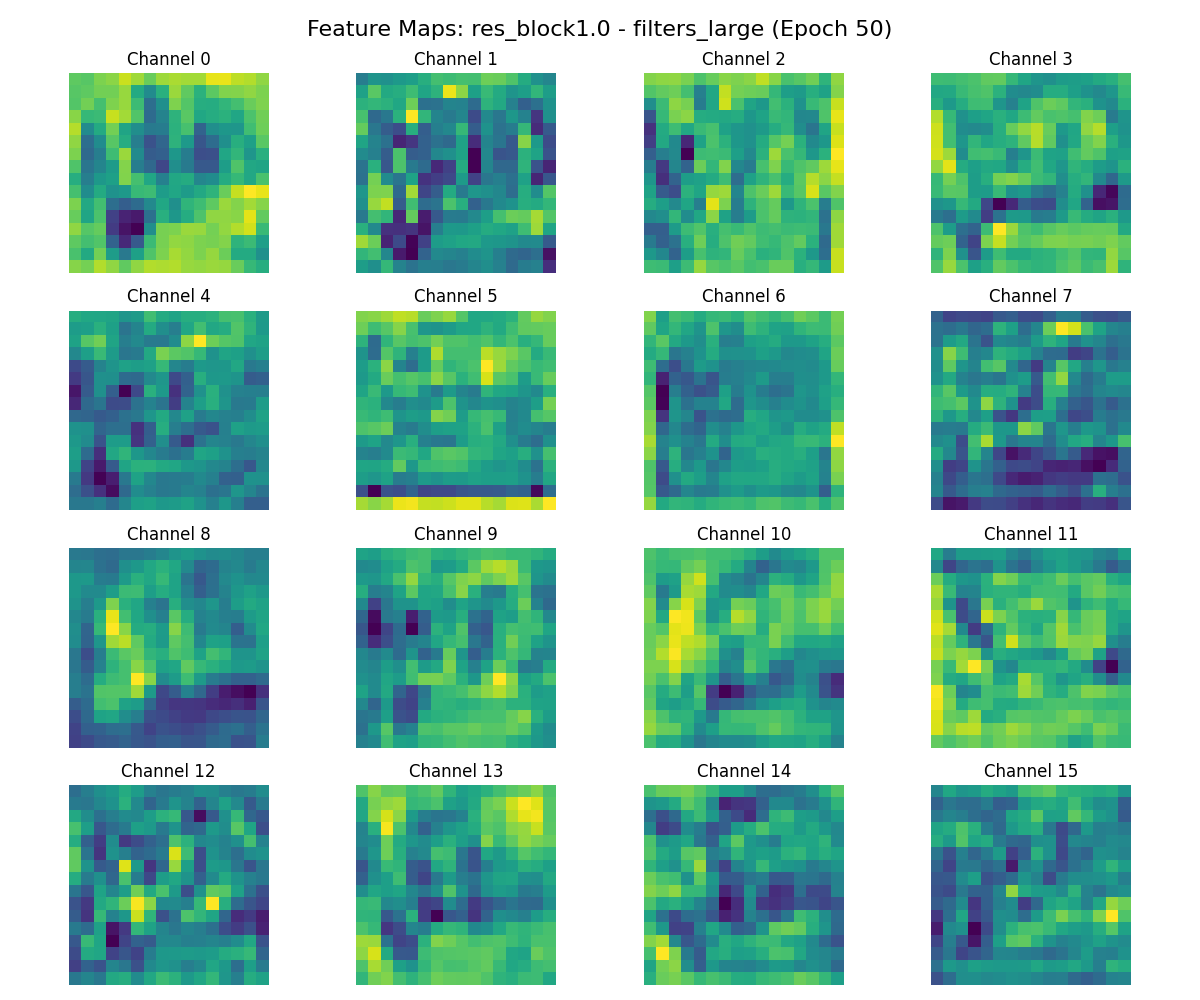 Feature Maps: res_block1.0 - filters_large (Epoch 50)
Channel 0
Channel 1
Channel 2
Channel 3
Channel 4
Channel 5
Channel 6
Channel 7
Channel 8
Channel 9
Channel 10
Channel 11
Channel 12
Channel 13
Channel 14
Channel 15